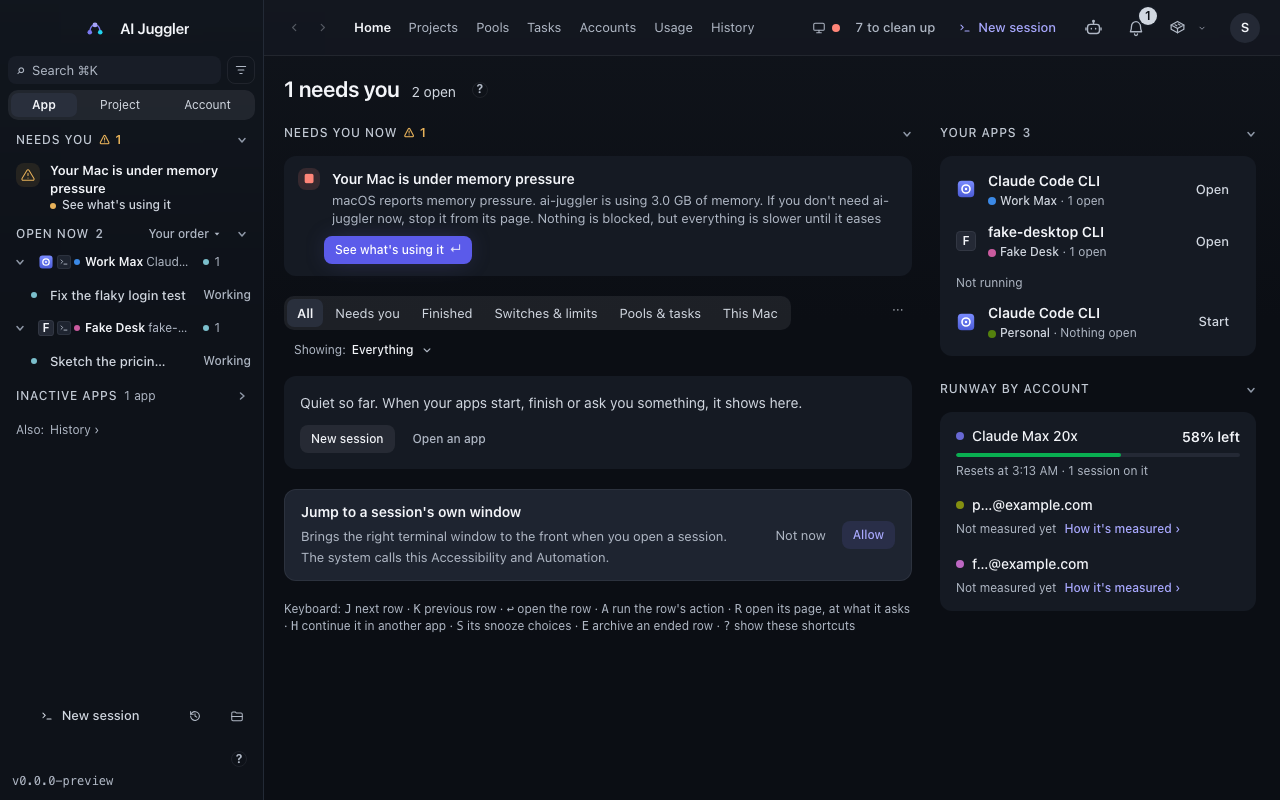 AI Juggler
Search ⌘K
App Project Account
NEEDS YOU 1
Your Mac is under memory
pressure
See what's using it
OPEN NOW 2 Your order
Work Max Claud... 1
Fix the flaky login test Working
F Fake Desk fake-... 1
Sketch the pricin... Working
INACTIVE APPS 1 app
Also: History ›
New session
?
v0.0.0-preview
Home Projects Pools Tasks Accounts Usage History 7 to clean up New session 1 S
1 needs you 2 open ?
NEEDS YOU NOW 1
Your Mac is under memory pressure
macOS reports memory pressure. ai-juggler is using 3.0 GB of memory. If you don't need ai-
juggler now, stop it from its page. Nothing is blocked, but everything is slower until it eases
See what's using it ↵
All Needs you Finished Switches & limits Pools & tasks This Mac ...
Showing: Everything
Quiet so far. When your apps start, finish or ask you something, it shows here.
New session Open an app
Jump to a session's own window
Brings the right terminal window to the front when you open a session.
The system calls this Accessibility and Automation.
Not now Allow
Keyboard: J next row · K previous row · ↩ open the row · A run the row's action · R open its page, at what it asks
· H continue it in another app · S its snooze choices · E archive an ended row · ? show these shortcuts
YOUR APPS 3
Claude Code CLI
Work Max · 1 open
Open
F fake-desktop CLI
Fake Desk · 1 open
Open
Not running
Claude Code CLI
Personal · Nothing open
Start
RUNWAY BY ACCOUNT
Claude Max 20x 58% left
Resets at 3:13 AM · 1 session on it
p...@example.com
Not measured yet How it's measured ›
f...@example.com
Not measured yet How it's measured ›